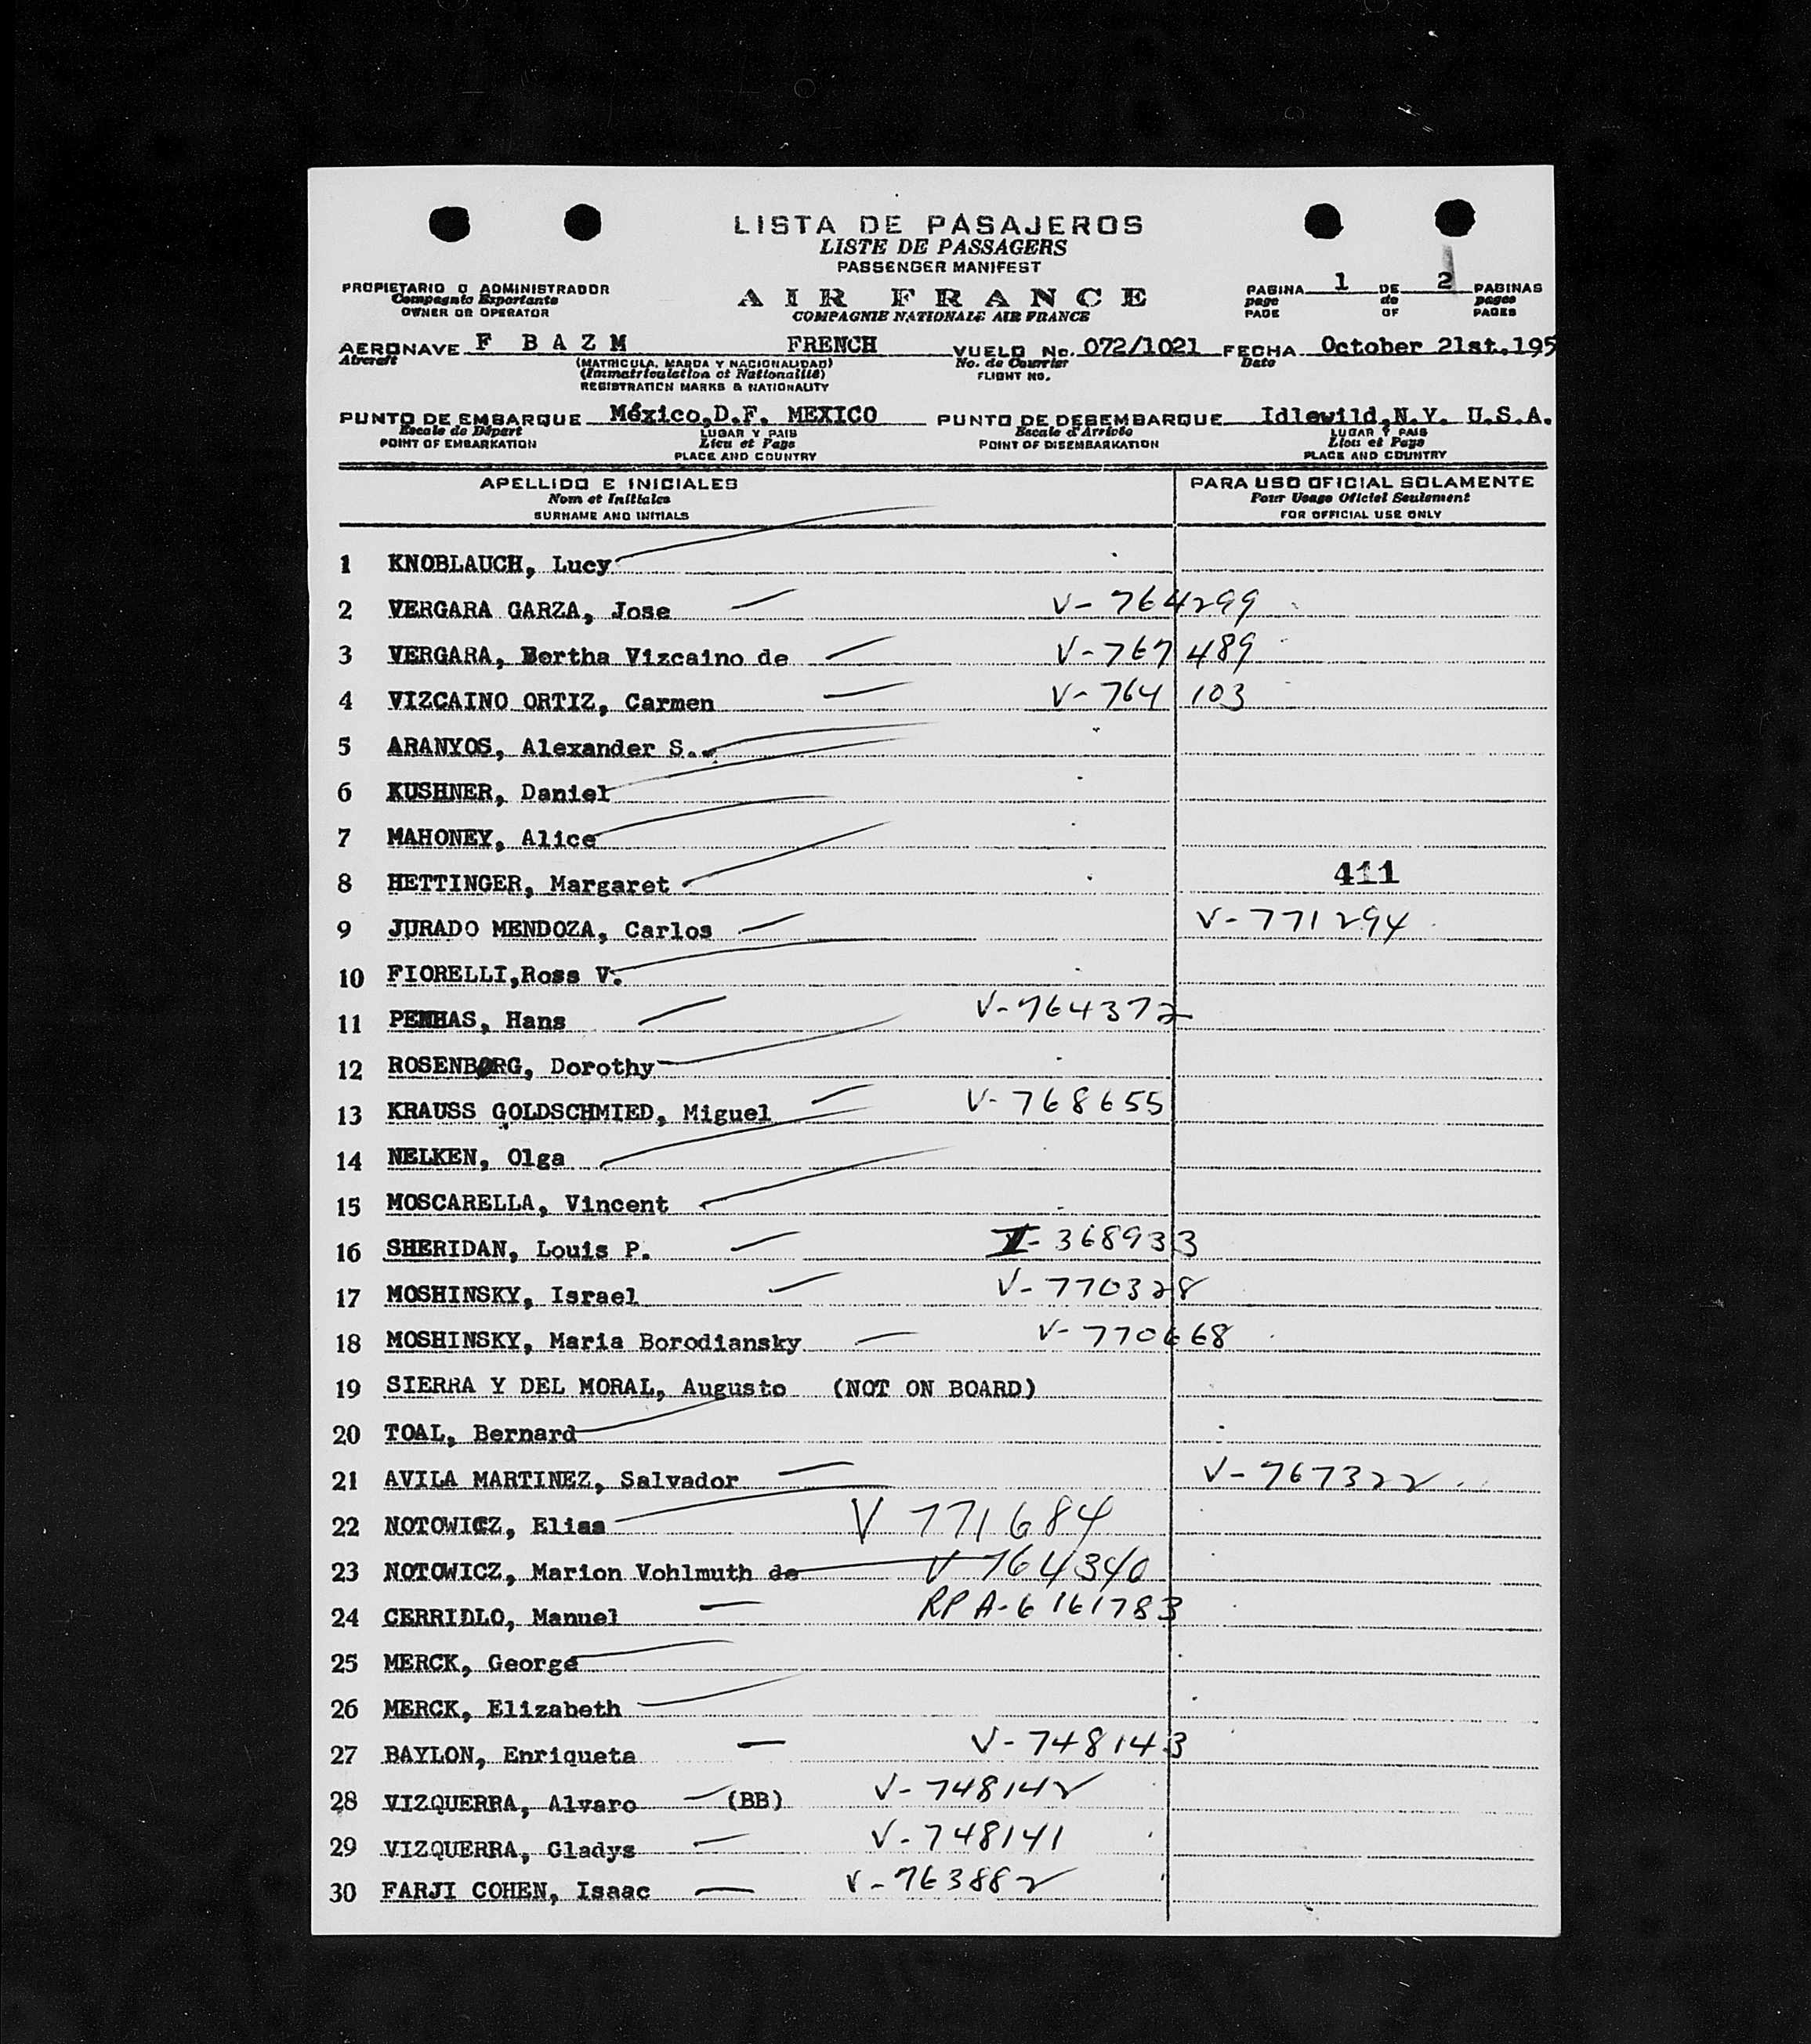 LISTA DE PASAJEROS
LISTE DE PASSAGERS
PASSENGER MANIFEST
PROPIETARIO O ADMINISTRADOR
Compagnie Exportante
OWNER OR OPERATOR
AIR FRANCE
COMPAGNIE NATIONALE AIR FRANCE
PAGINA 1 DE 2 PAGINAS
page de pages
PAGE OF PAGES
AERONAVE F BAZM FRENCH VUELO No. 072/1021 FECHA October 21st.195
Aircraft (MATRICULA, MARCA Y NACIONALIDAD) No. de Courrier Date
(Immatriculation et Nationalité) FLIGHT NO.
REGISTRATION MARKS & NATIONALITY
PUNTO DE EMBARQUE México,D.F. MEXICO PUNTO DE DESEMBARQUE Idlewild,N.Y. U.S.A.
Escale de Départ LUGAR Y PAIS Escale d'Arrivée LUGAR Y PAIS
POINT OF EMBARKATION Lieu et Pays POINT OF DISEMBARKATION Lieu et Pays
PLACE AND COUNTRY PLACE AND COUNTRY
APELLIDO E INICIALES PARA USO OFICIAL SOLAMENTE
Nom et Initiales Pour Usage Oficiel Seulement
SURNAME AND INITIALS FOR OFFICIAL USE ONLY
1 KNOBLAUCH, Lucy
2 VERGARA GARZA, Jose V-764299
3 VERGARA, Bertha Vizcaino de V-767489
4 VIZCAINO ORTIZ, Carmen V-764103
5 ARANYOS, Alexander S.
6 KUSHNER, Daniel
7 MAHONEY, Alice
8 HETTINGER, Margaret 411
9 JURADO MENDOZA, Carlos V-771294
10 FIORELLI,Ross V.
11 PENHAS, Hans V-764372
12 ROSENBORG, Dorothy
13 KRAUSS GOLDSCHMIED, Miguel V-768655
14 NELKEN, Olga
15 MOSCARELLA, Vincent
16 SHERIDAN, Louis P. V-368933
17 MOSHINSKY, Israel V-770328
18 MOSHINSKY, Maria Borodiansky V-770668
19 SIERRA Y DEL MORAL, Augusto (NOT ON BOARD)
20 TOAL, Bernard
21 AVILA MARTINEZ, Salvador V-767322
22 NOTOWICZ, Elias V 771684
23 NOTOWICZ, Marion Vohlmuth de V 764340
24 CERRIDLO, Manuel RPA-6161783
25 MERCK, George
26 MERCK, Elizabeth
27 BAYLON, Enriqueta V-748143
28 VIZQUERRA, Alvaro (BB) V-748142
29 VIZQUERRA, Gladys V-748141
30 FARJI COHEN, Isaac V-763882